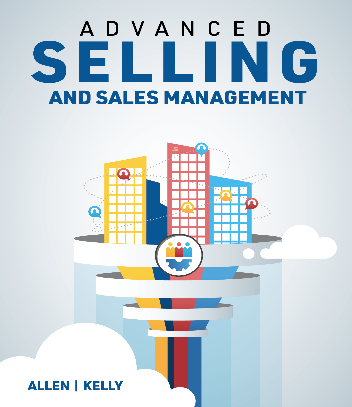 ADVANCED
SELLING
AND SALES MANAGEMENT
ALLEN | KELLY